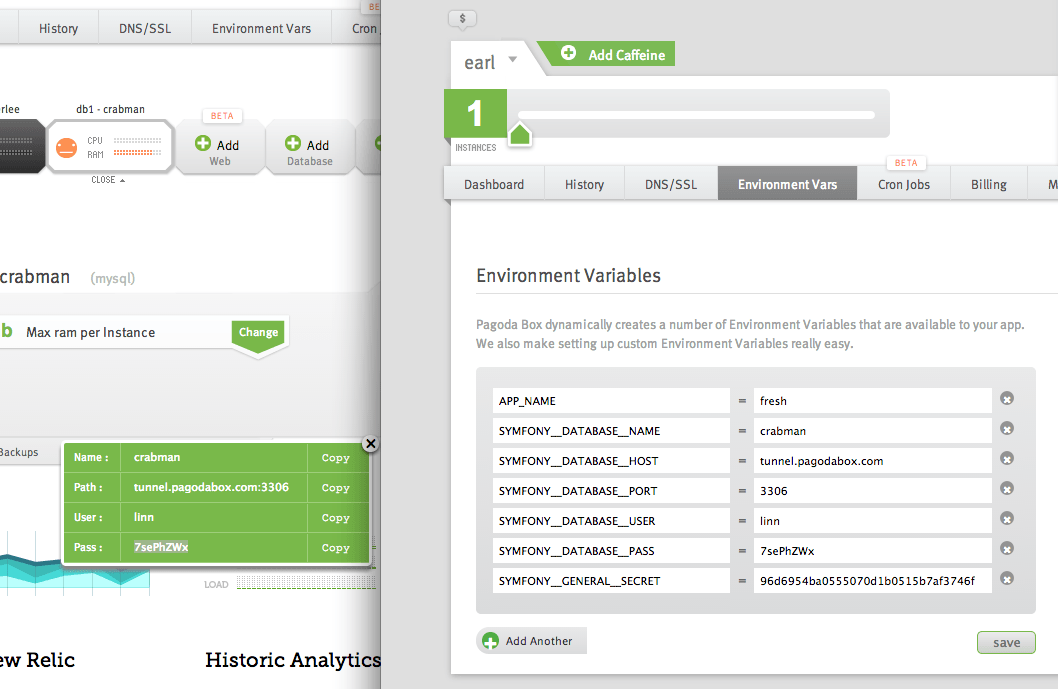 BE
History DNS/SSL Environment Vars Cron
rlee db1 - crabman
CPU
RAM
CLOSE
BETA
Add
Web
Add
Database
crabman (mysql)
b Max ram per Instance Change
Backups
Name : crabman Copy
Path : tunnel.pagodabox.com:3306 Copy
User : linn Copy
Pass : 7sePhZWx Copy
LOAD
ew Relic Historic Analytics
$
earl Add Caffeine
1
INSTANCES
BETA
Dashboard History DNS/SSL Environment Vars Cron Jobs Billing M
Environment Variables
Pagoda Box dynamically creates a number of Environment Variables that are available to your app.
We also make setting up custom Environment Variables really easy.
APP_NAME = fresh
SYMFONY__DATABASE__NAME = crabman
SYMFONY__DATABASE__HOST = tunnel.pagodabox.com
SYMFONY__DATABASE__PORT = 3306
SYMFONY__DATABASE__USER = linn
SYMFONY__DATABASE__PASS = 7sePhZWx
SYMFONY__GENERAL__SECRET = 96d6954ba0555070d1b0515b7af3746f
Add Another save